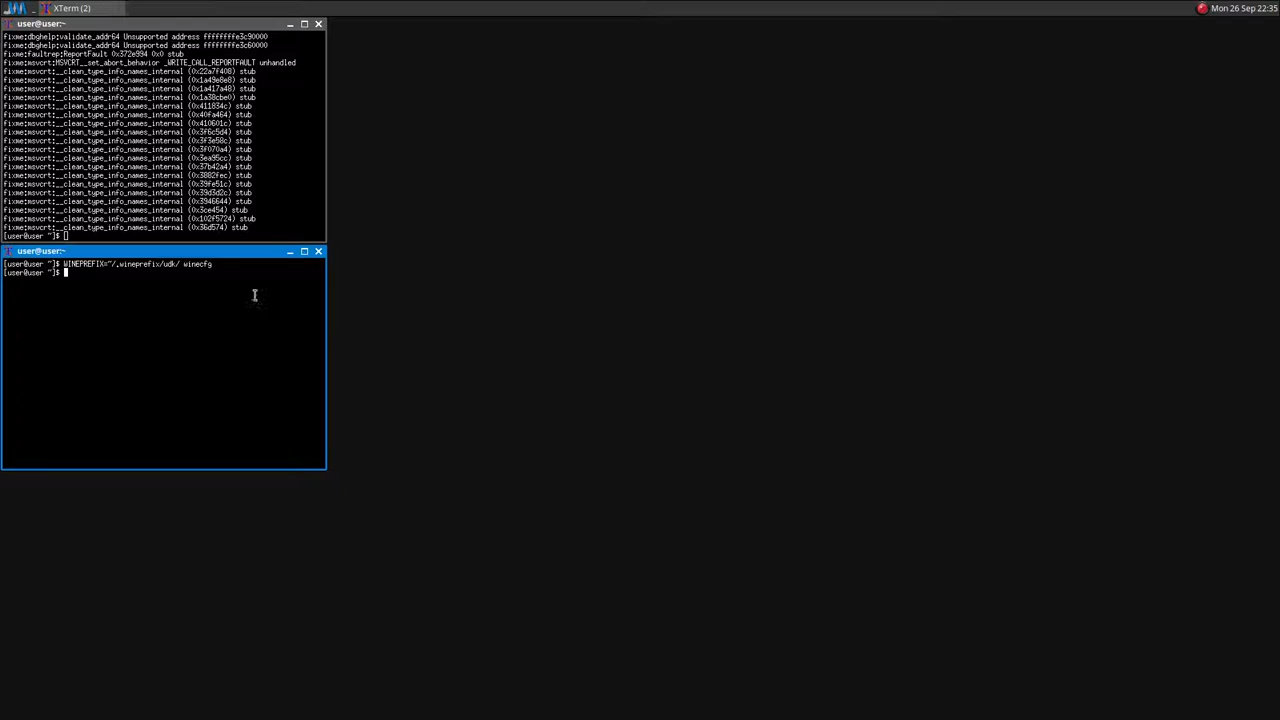 XTerm (2)
Mon 26 Sep 22:35
user@user:~
fixme:dbghelp:validate_addr64 Unsupported address ffffffffe3c90000
fixme:dbghelp:validate_addr64 Unsupported address ffffffffe3c60000
fixme:faultrep:ReportFault 0x372e994 0x0 stub
fixme:msvcrt:MSVCRT__set_abort_behavior _WRITE_CALL_REPORTFAULT unhandled
fixme:msvcrt:__clean_type_info_names_internal (0x22a7f408) stub
fixme:msvcrt:__clean_type_info_names_internal (0x1a49e8e8) stub
fixme:msvcrt:__clean_type_info_names_internal (0x1a417a48) stub
fixme:msvcrt:__clean_type_info_names_internal (0x1a38cbe0) stub
fixme:msvcrt:__clean_type_info_names_internal (0x411834c) stub
fixme:msvcrt:__clean_type_info_names_internal (0x40fa464) stub
fixme:msvcrt:__clean_type_info_names_internal (0x410601c) stub
fixme:msvcrt:__clean_type_info_names_internal (0x3f6c5d4) stub
fixme:msvcrt:__clean_type_info_names_internal (0x3f3e58c) stub
fixme:msvcrt:__clean_type_info_names_internal (0x3f070a4) stub
fixme:msvcrt:__clean_type_info_names_internal (0x3ea95cc) stub
fixme:msvcrt:__clean_type_info_names_internal (0x37b42a4) stub
fixme:msvcrt:__clean_type_info_names_internal (0x3882fec) stub
fixme:msvcrt:__clean_type_info_names_internal (0x39fe51c) stub
fixme:msvcrt:__clean_type_info_names_internal (0x39d3d2c) stub
fixme:msvcrt:__clean_type_info_names_internal (0x3946644) stub
fixme:msvcrt:__clean_type_info_names_internal (0x3ce454) stub
fixme:msvcrt:__clean_type_info_names_internal (0x102f5724) stub
fixme:msvcrt:__clean_type_info_names_internal (0x36d574) stub
[user@user ~]$
user@user:~
[user@user ~]$ WINEPREFIX=~/.wineprefix/udk/ winecfg
[user@user ~]$